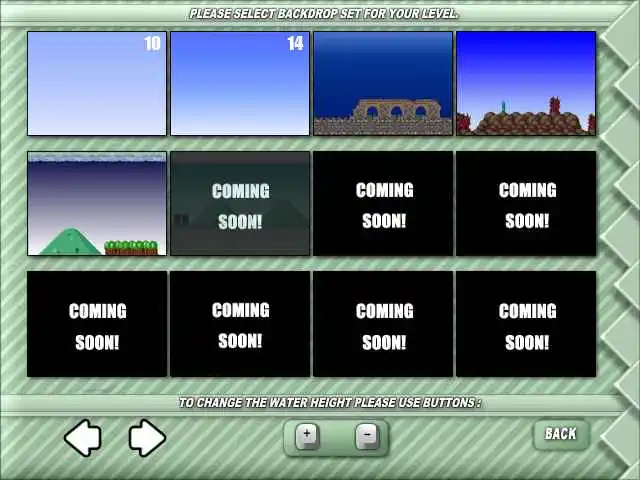 PLEASE SELECT BACKDROP SET FOR YOUR LEVEL.
10
14
COMING
SOON!
COMING
SOON!
COMING
SOON!
COMING
SOON!
COMING
SOON!
COMING
SOON!
COMING
SOON!
TO CHANGE THE WATER HEIGHT PLEASE USE BUTTONS :
+
−
BACK